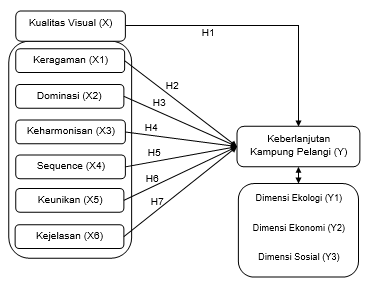 Kualitas Visual (X)
H1
Keragaman (X1)
H2
Dominasi (X2)
H3
Keharmonisan (X3)
H4
Sequence (X4)
H5
Keunikan (X5)
H6
Kejelasan (X6)
H7
Keberlanjutan
Kampung Pelangi (Y)
Dimensi Ekologi (Y1)
Dimensi Ekonomi (Y2)
Dimensi Sosial (Y3)